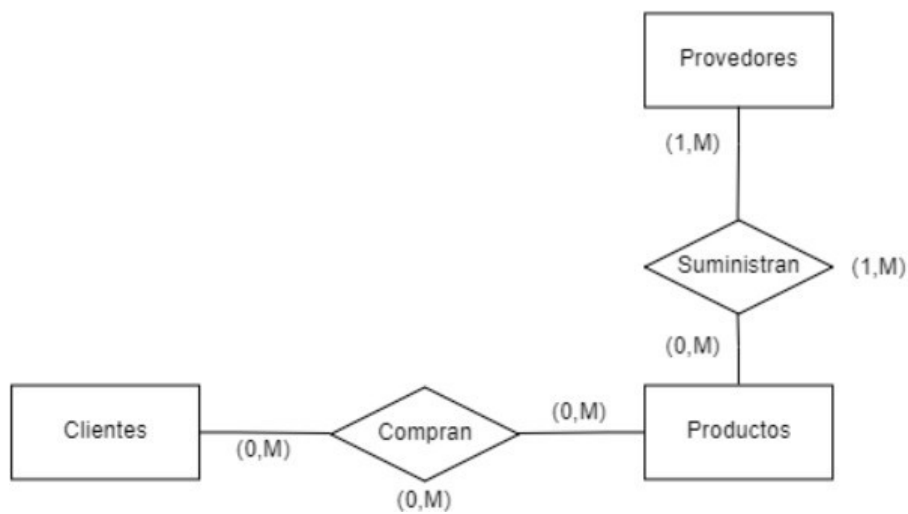 Provedores
(1,M)
Suministran
(1,M)
(0,M)
Clientes
(0,M)
Compran
(0,M)
(0,M)
Productos